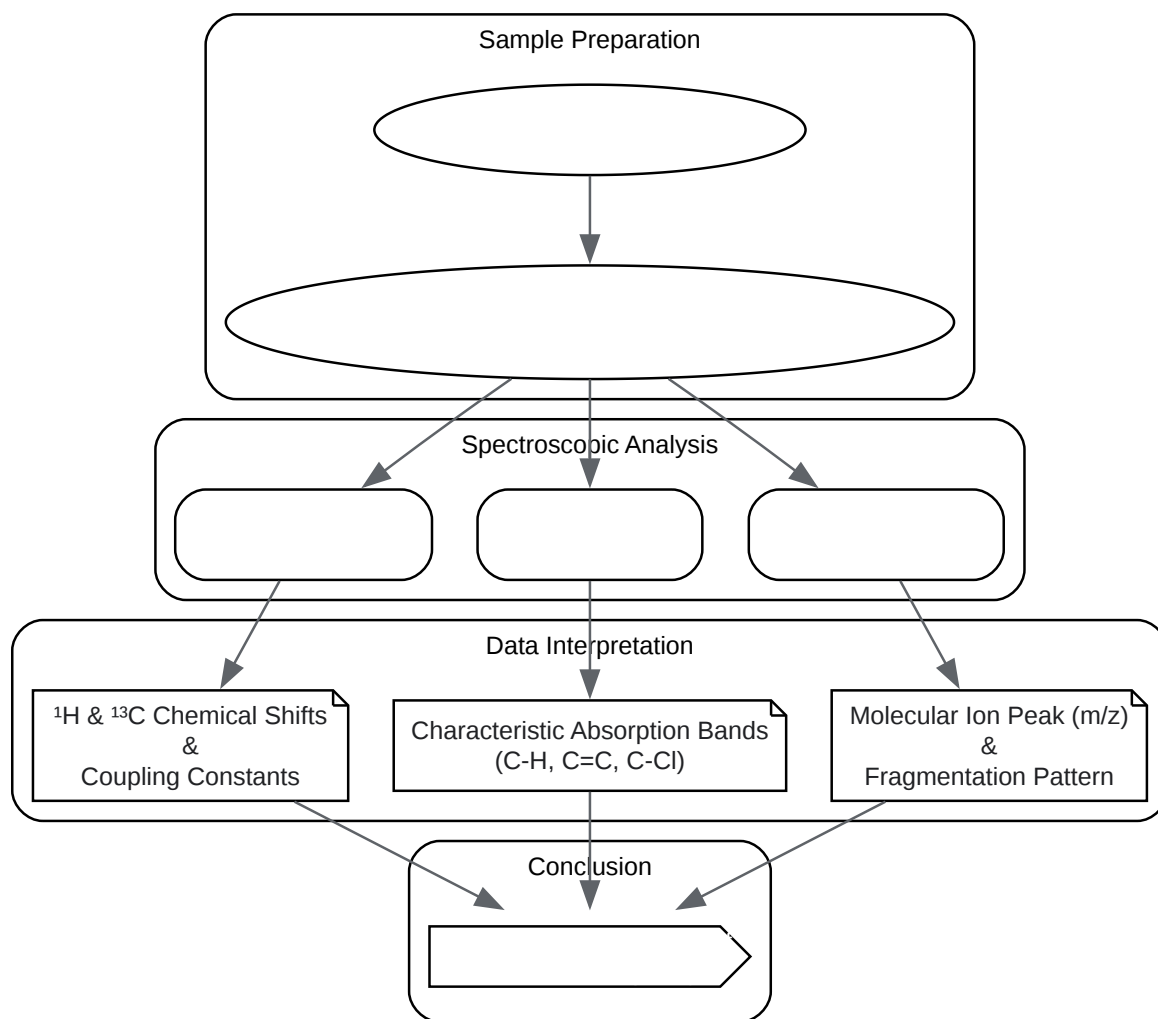 Sample Preparation
Spectroscopic Analysis
Data Interpretation
¹H & ¹³C Chemical Shifts
&
Coupling Constants
Characteristic Absorption Bands
(C-H, C=C, C-Cl)
Molecular Ion Peak (m/z)
&
Fragmentation Pattern
Conclusion